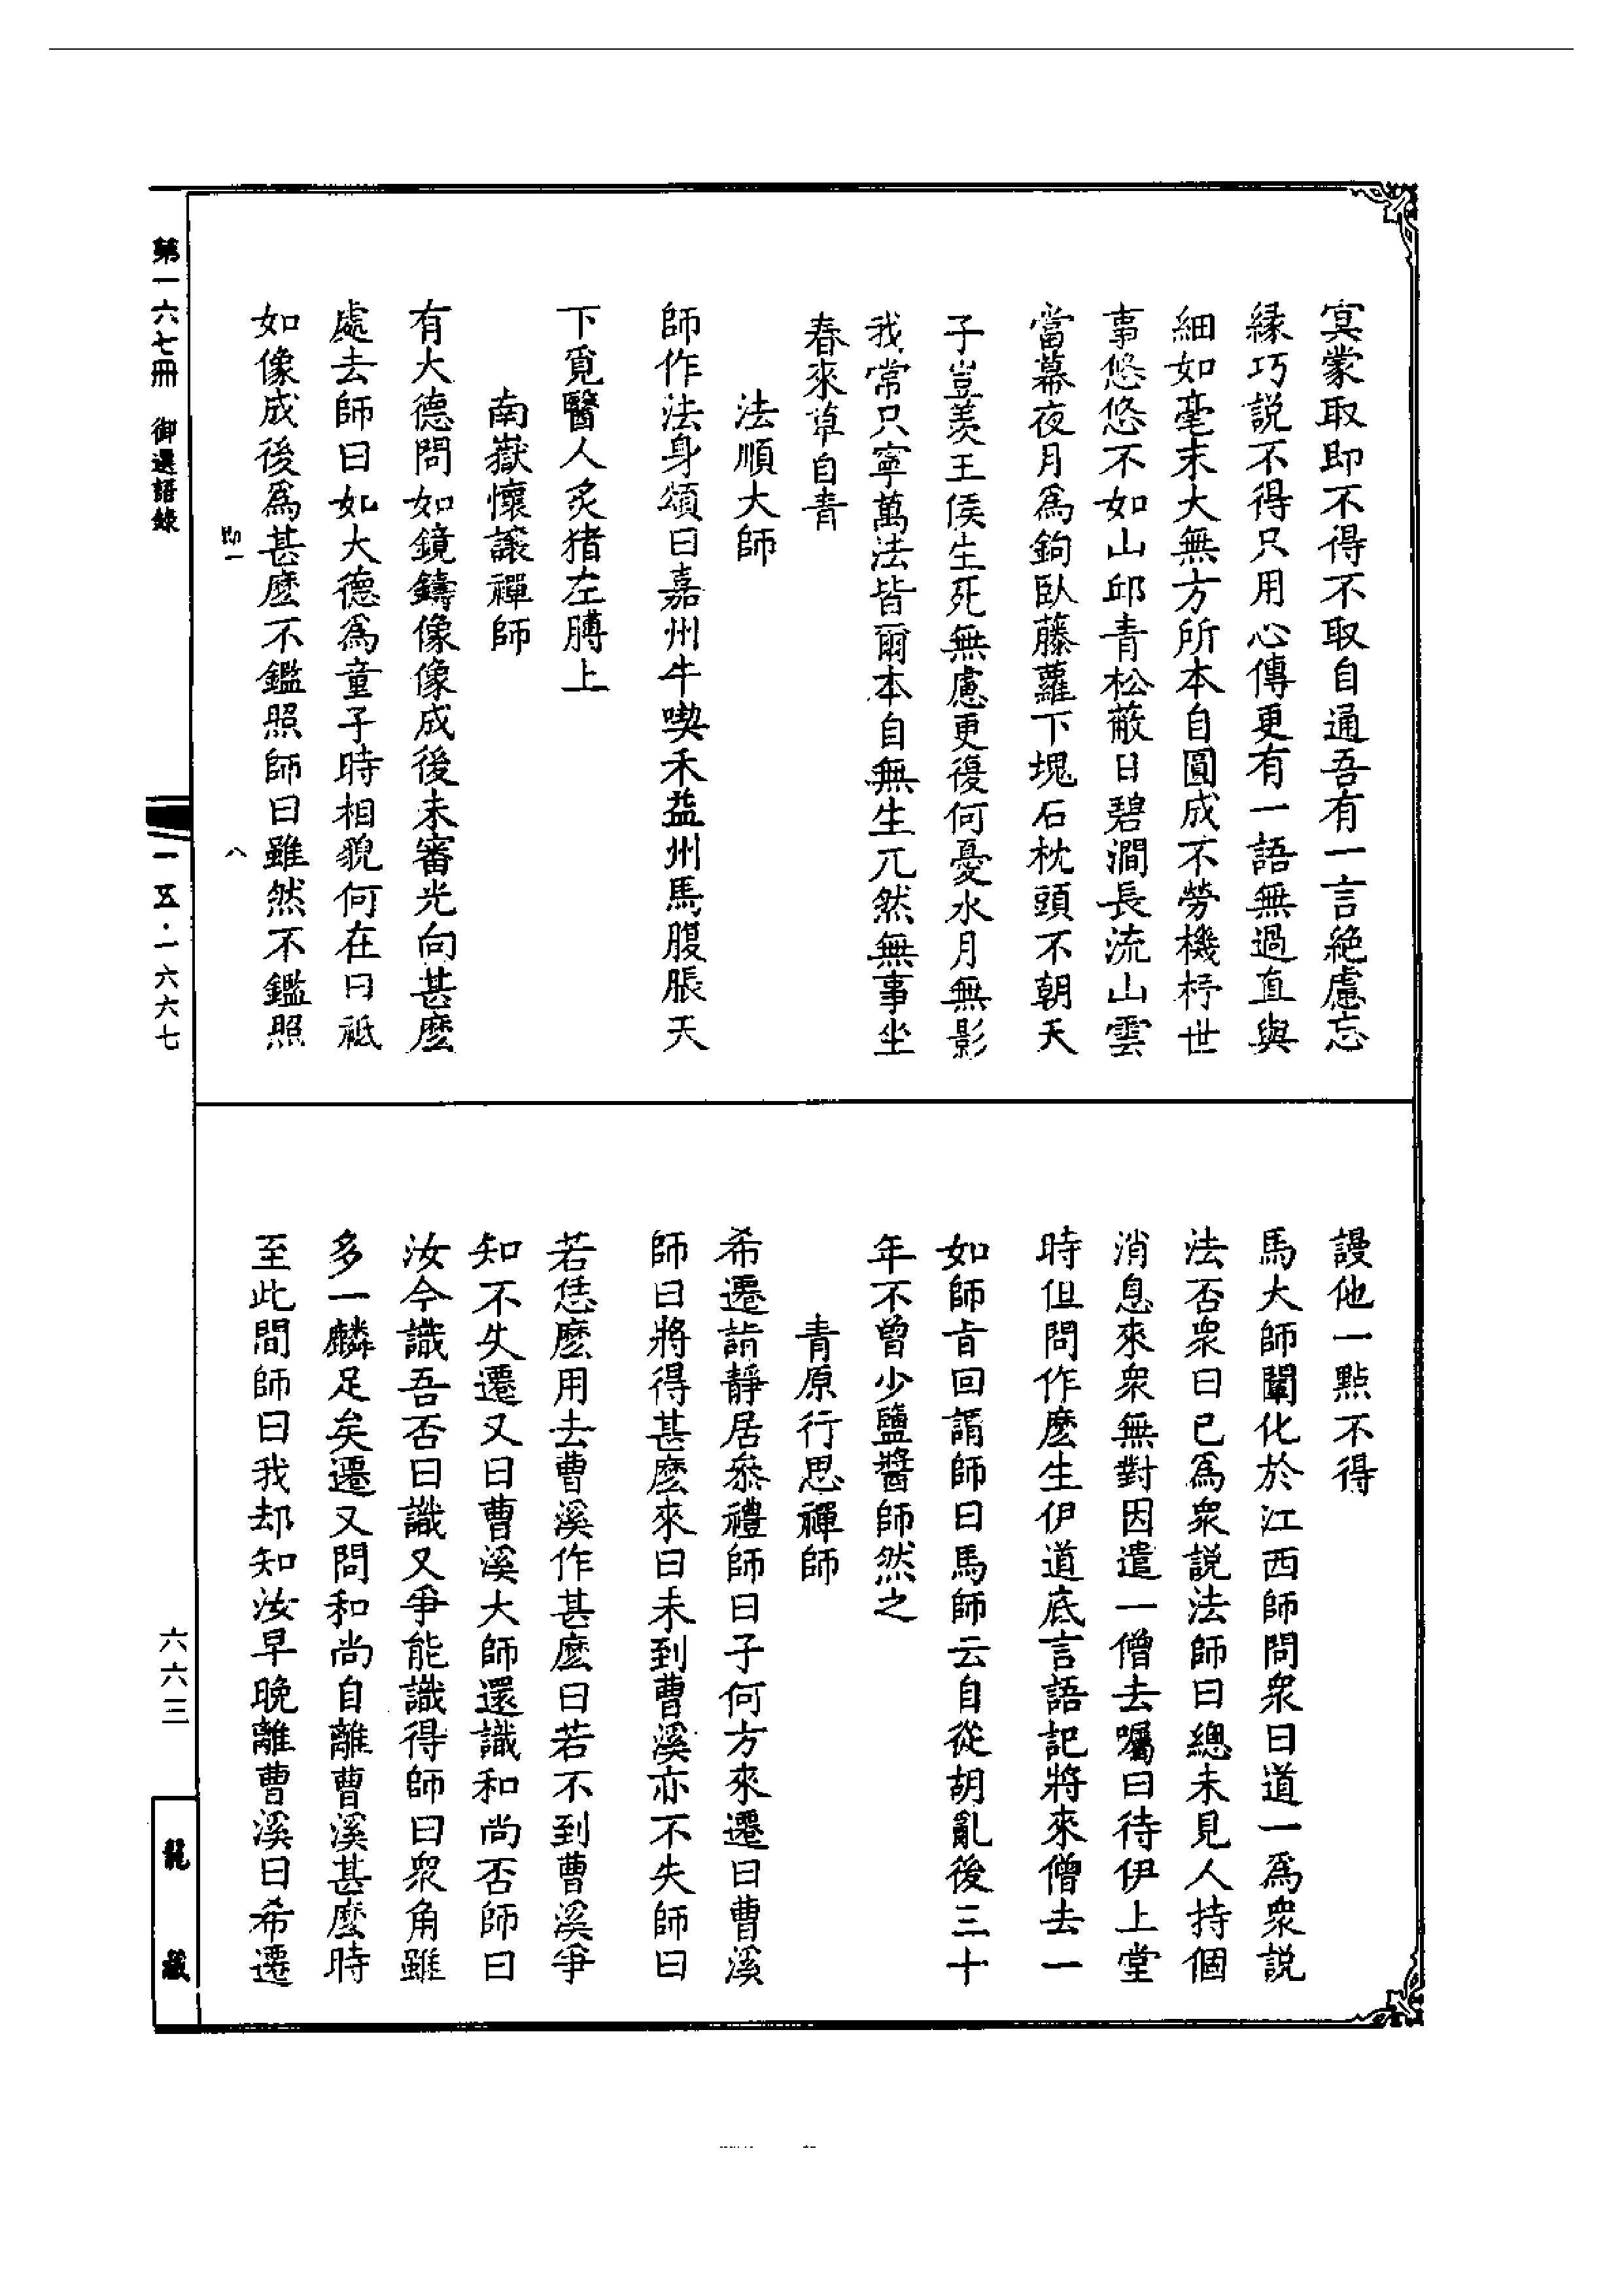 冥蒙取即不得不取自通吾有一言絶慮忘
緣巧説不得只用心傳更有一語無過直與
細如毫末大無方所本自圓成不勞機杼世
事悠悠不如山邱青松蔽日碧澗長流山雲
當幕夜月爲鉤臥藤蘿下塊石枕頭不朝天
子豈羨王侯生死無慮更復何憂水月無影
我常只寧萬法皆爾本自無生兀然無事坐
春來草自青
法順大師
師作法身頌曰嘉州牛喫禾益州馬腹脹天
下覓醫人炙猪左膊上
南嶽懷讓禪師
有大德問如鏡鑄像像成後未審光向甚麽
處去師曰如大德爲童子時相貌何在曰祗
如像成後爲甚麽不鑑照師曰雖然不鑑照
謾他一點不得
馬大師闡化於江西師問衆曰道一爲衆説
法否衆曰已爲衆説法師曰總未見人持個
消息來衆無對因遣一僧去囑曰待伊上堂
時但問作麽生伊道底言語記將來僧去一
如師旨回謂師曰馬師云自從胡亂後三十
年不曾少鹽醬師然之
青原行思禪師
希遷詣靜居叅禮師曰子何方來遷曰曹溪
師曰將得甚麽來曰未到曹溪亦不失師曰
若恁麽用去曹溪作甚麽曰若不到曹溪爭
知不失遷又曰曹溪大師還識和尚否師曰
汝今識吾否曰識又爭能識得師曰衆角雖
多一麟足矣遷又問和尚自離曹溪甚麽時
至此間師曰我却知汝早晚離曹溪曰希遷
第一六七冊 御選語錄
八
一五·一六六七
六六三
龍藏